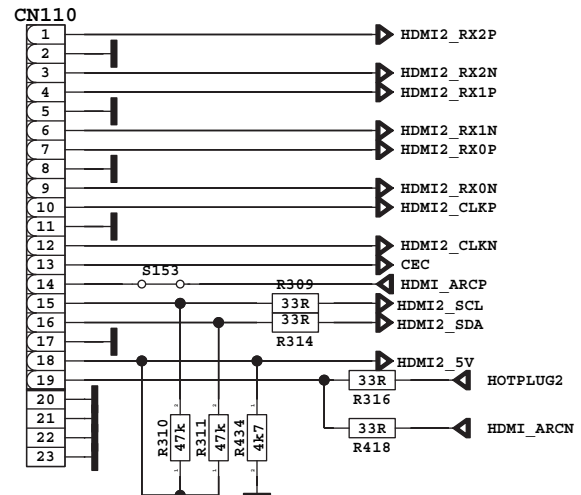 CN110
1 HDMI2_RX2P
2
3 HDMI2_RX2N
4 HDMI2_RX1P
5
6 HDMI2_RX1N
7 HDMI2_RX0P
8
9 HDMI2_RX0N
10 HDMI2_CLKP
11
12 HDMI2_CLKN
13 CEC
S153
14 HDMI_ARCP
R309
15 33R HDMI2_SCL
16 33R HDMI2_SDA
R314
17
18 HDMI2_5V
19 33R HOTPLUG2
R316
20
21
22
23
R310 47k
R311 47k
R434 4k7
33R HDMI_ARCN
R418